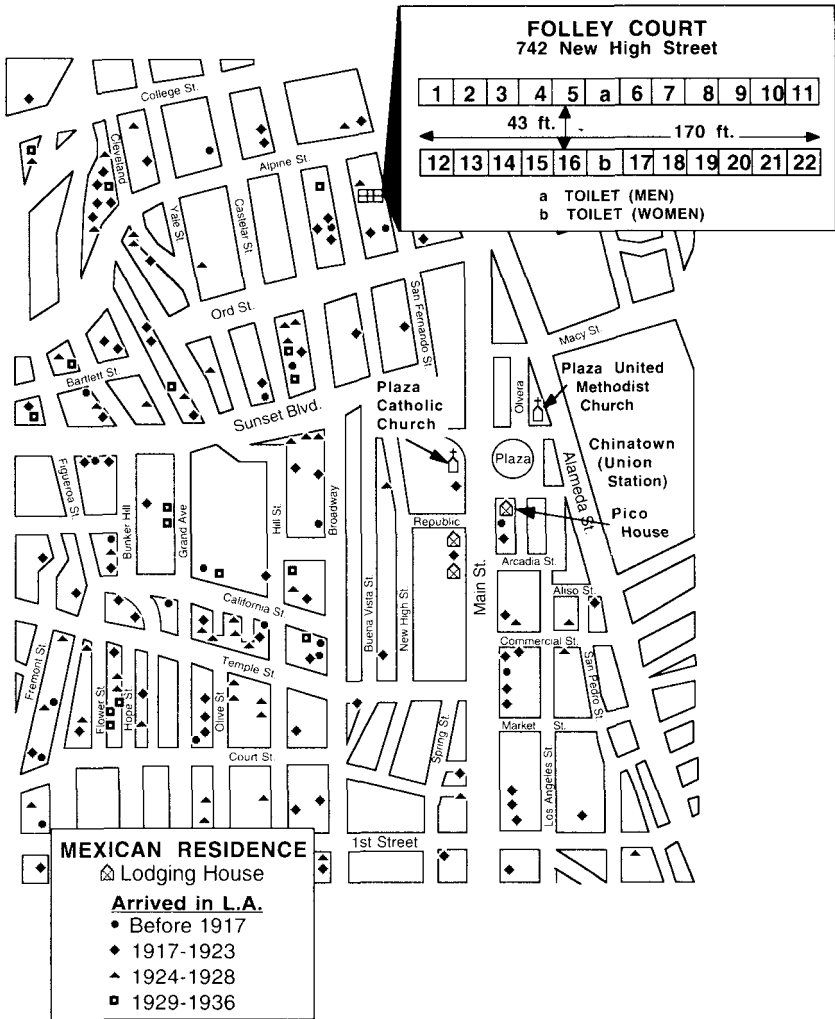 FOLLEY COURT
742 New High Street
1 2 3 4 5 a 6 7 8 9 10 11
43 ft.
170 ft.
12 13 14 15 16 b 17 18 19 20 21 22
a TOILET (MEN)
b TOILET (WOMEN)
College St.
Cleveland
Alpine St.
Yale St.
Castelar St.
Ord St.
San Fernando St.
Macy St.
Bartlett St.
Sunset Blvd.
Plaza
Catholic
Church
Olvera
Plaza United
Methodist
Church
Plaza
Chinatown
(Union
Station)
Alameda St.
Figueroa St.
Bunker Hill
Grand Ave
Hill St.
Broadway
Republic
Pico
House
Arcadia St.
Buena Vista St.
New High St.
Main St.
Aliso St.
California St.
Commercial St.
Temple St.
San Pedro St.
Fremont St.
Flower St.
Hope St.
Olive St.
Market St.
Spring St.
Court St.
Los Angeles St.
1st Street
MEXICAN RESIDENCE
Lodging House
Arrived in L.A.
Before 1917
1917-1923
1924-1928
1929-1936